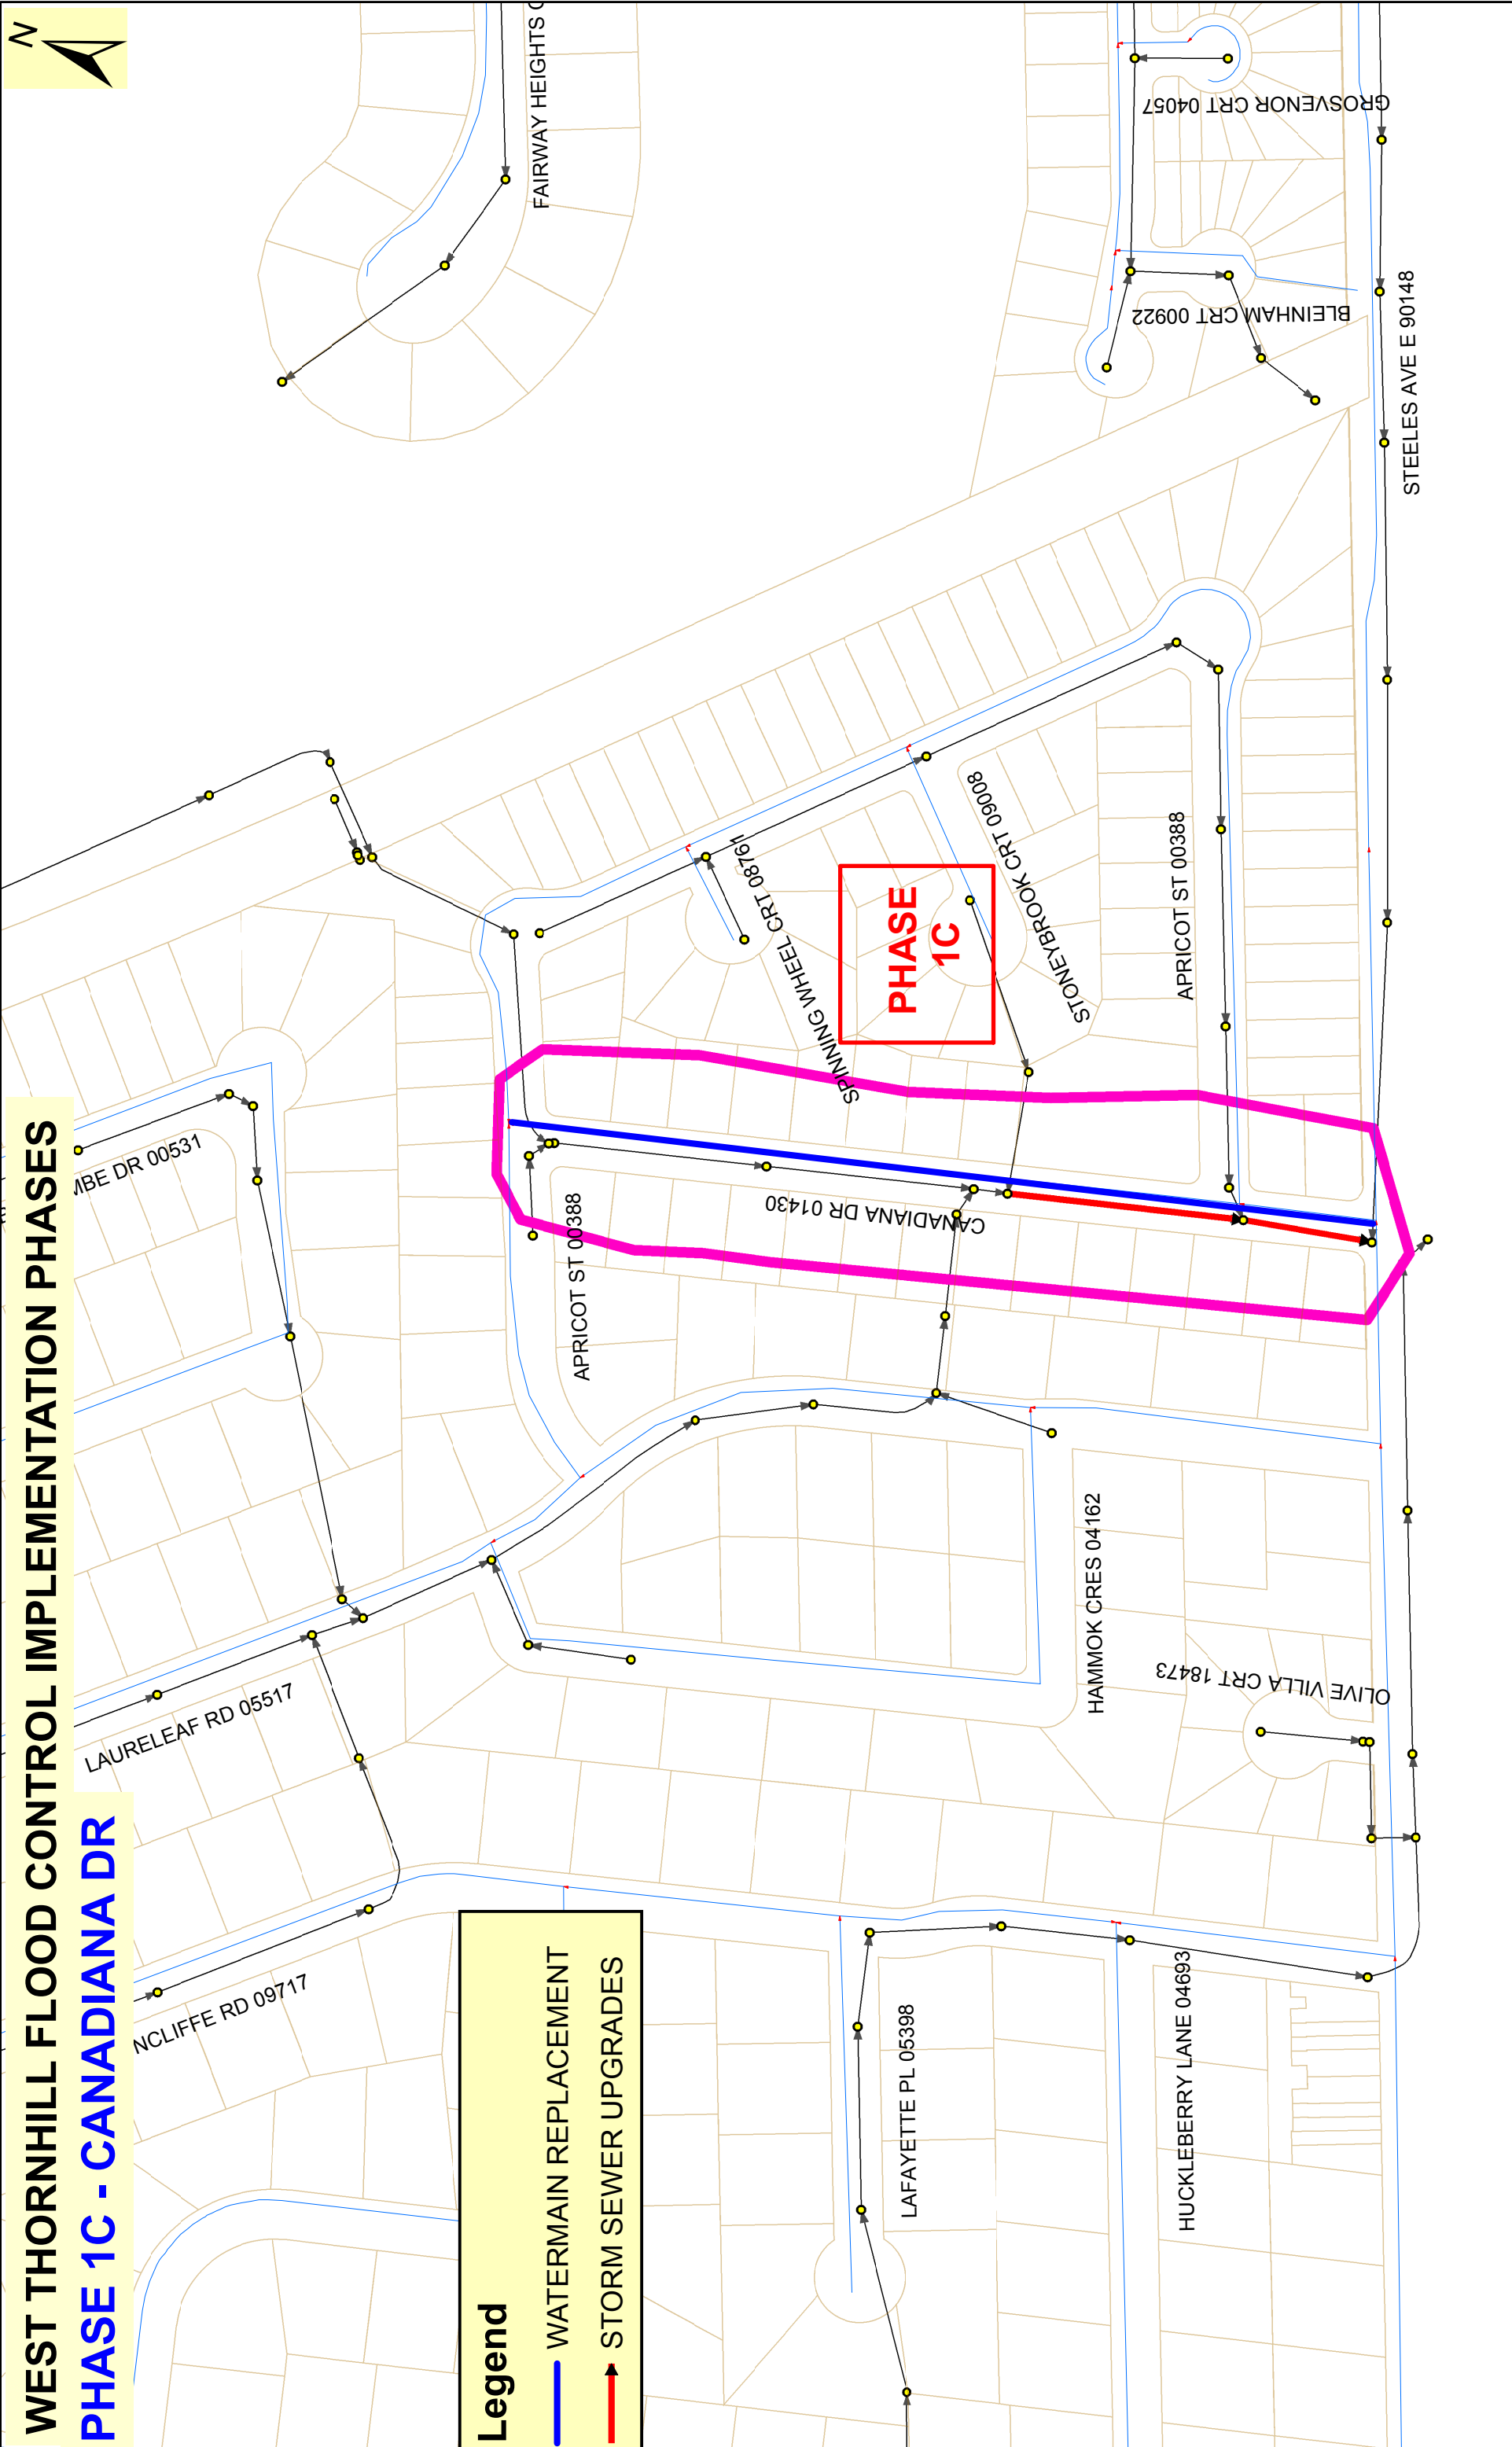 WEST THORNHILL FLOOD CONTROL IMPLEMENTATION PHASES
PHASE 1C - CANADIANA DR
N
FAIRWAY HEIGHTS C
GROSVENOR CRT 04057
BLEINHAM CRT 00922
STEELES AVE E 90148
MBE DR 00531
SPINNING WHEEL CRT 08761
STONEYBROOK CRT 09008
PHASE
1C
APRICOT ST 00388
APRICOT ST 00388
CANADIANA DR 01430
LAURELEAF RD 05517
HAMMOK CRES 04162
OLIVE VILLA CRT 18473
NCLIFFE RD 09717
LAFAYETTE PL 05398
HUCKLEBERRY LANE 04693
Legend
WATERMAIN REPLACEMENT
STORM SEWER UPGRADES